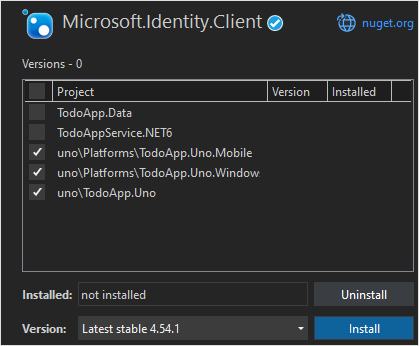 Microsoft.Identity.Client nuget.org
Versions - 0
Project Version Installed
TodoApp.Data
TodoAppService.NET6
uno\Platforms\TodoApp.Uno.Mobile
uno\Platforms\TodoApp.Uno.Window
uno\TodoApp.Uno
Installed: not installed Uninstall
Version: Latest stable 4.54.1 Install